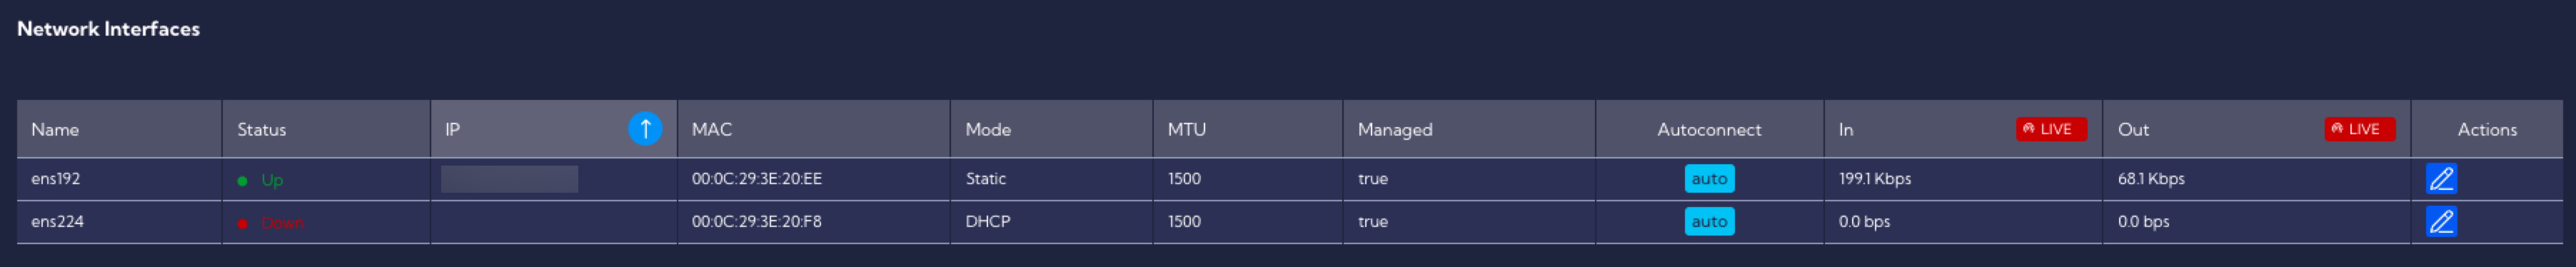 Network Interfaces
Name Status IP MAC Mode MTU Managed Autoconnect In LIVE Out LIVE Actions
ens192 Up 00:0C:29:3E:20:EE Static 1500 true auto 199.1 Kbps 68.1 Kbps
ens224 Down 00:0C:29:3E:20:F8 DHCP 1500 true auto 0.0 bps 0.0 bps